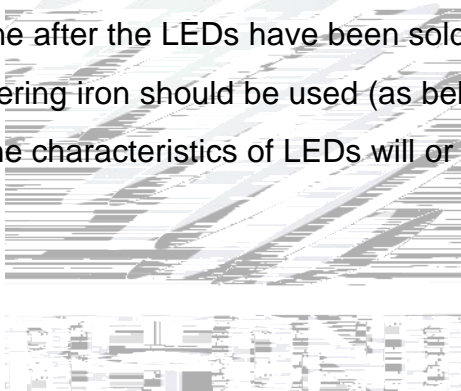 ne after the LEDs have been sold
ering iron should be used (as bel
ne characteristics of LEDs will or